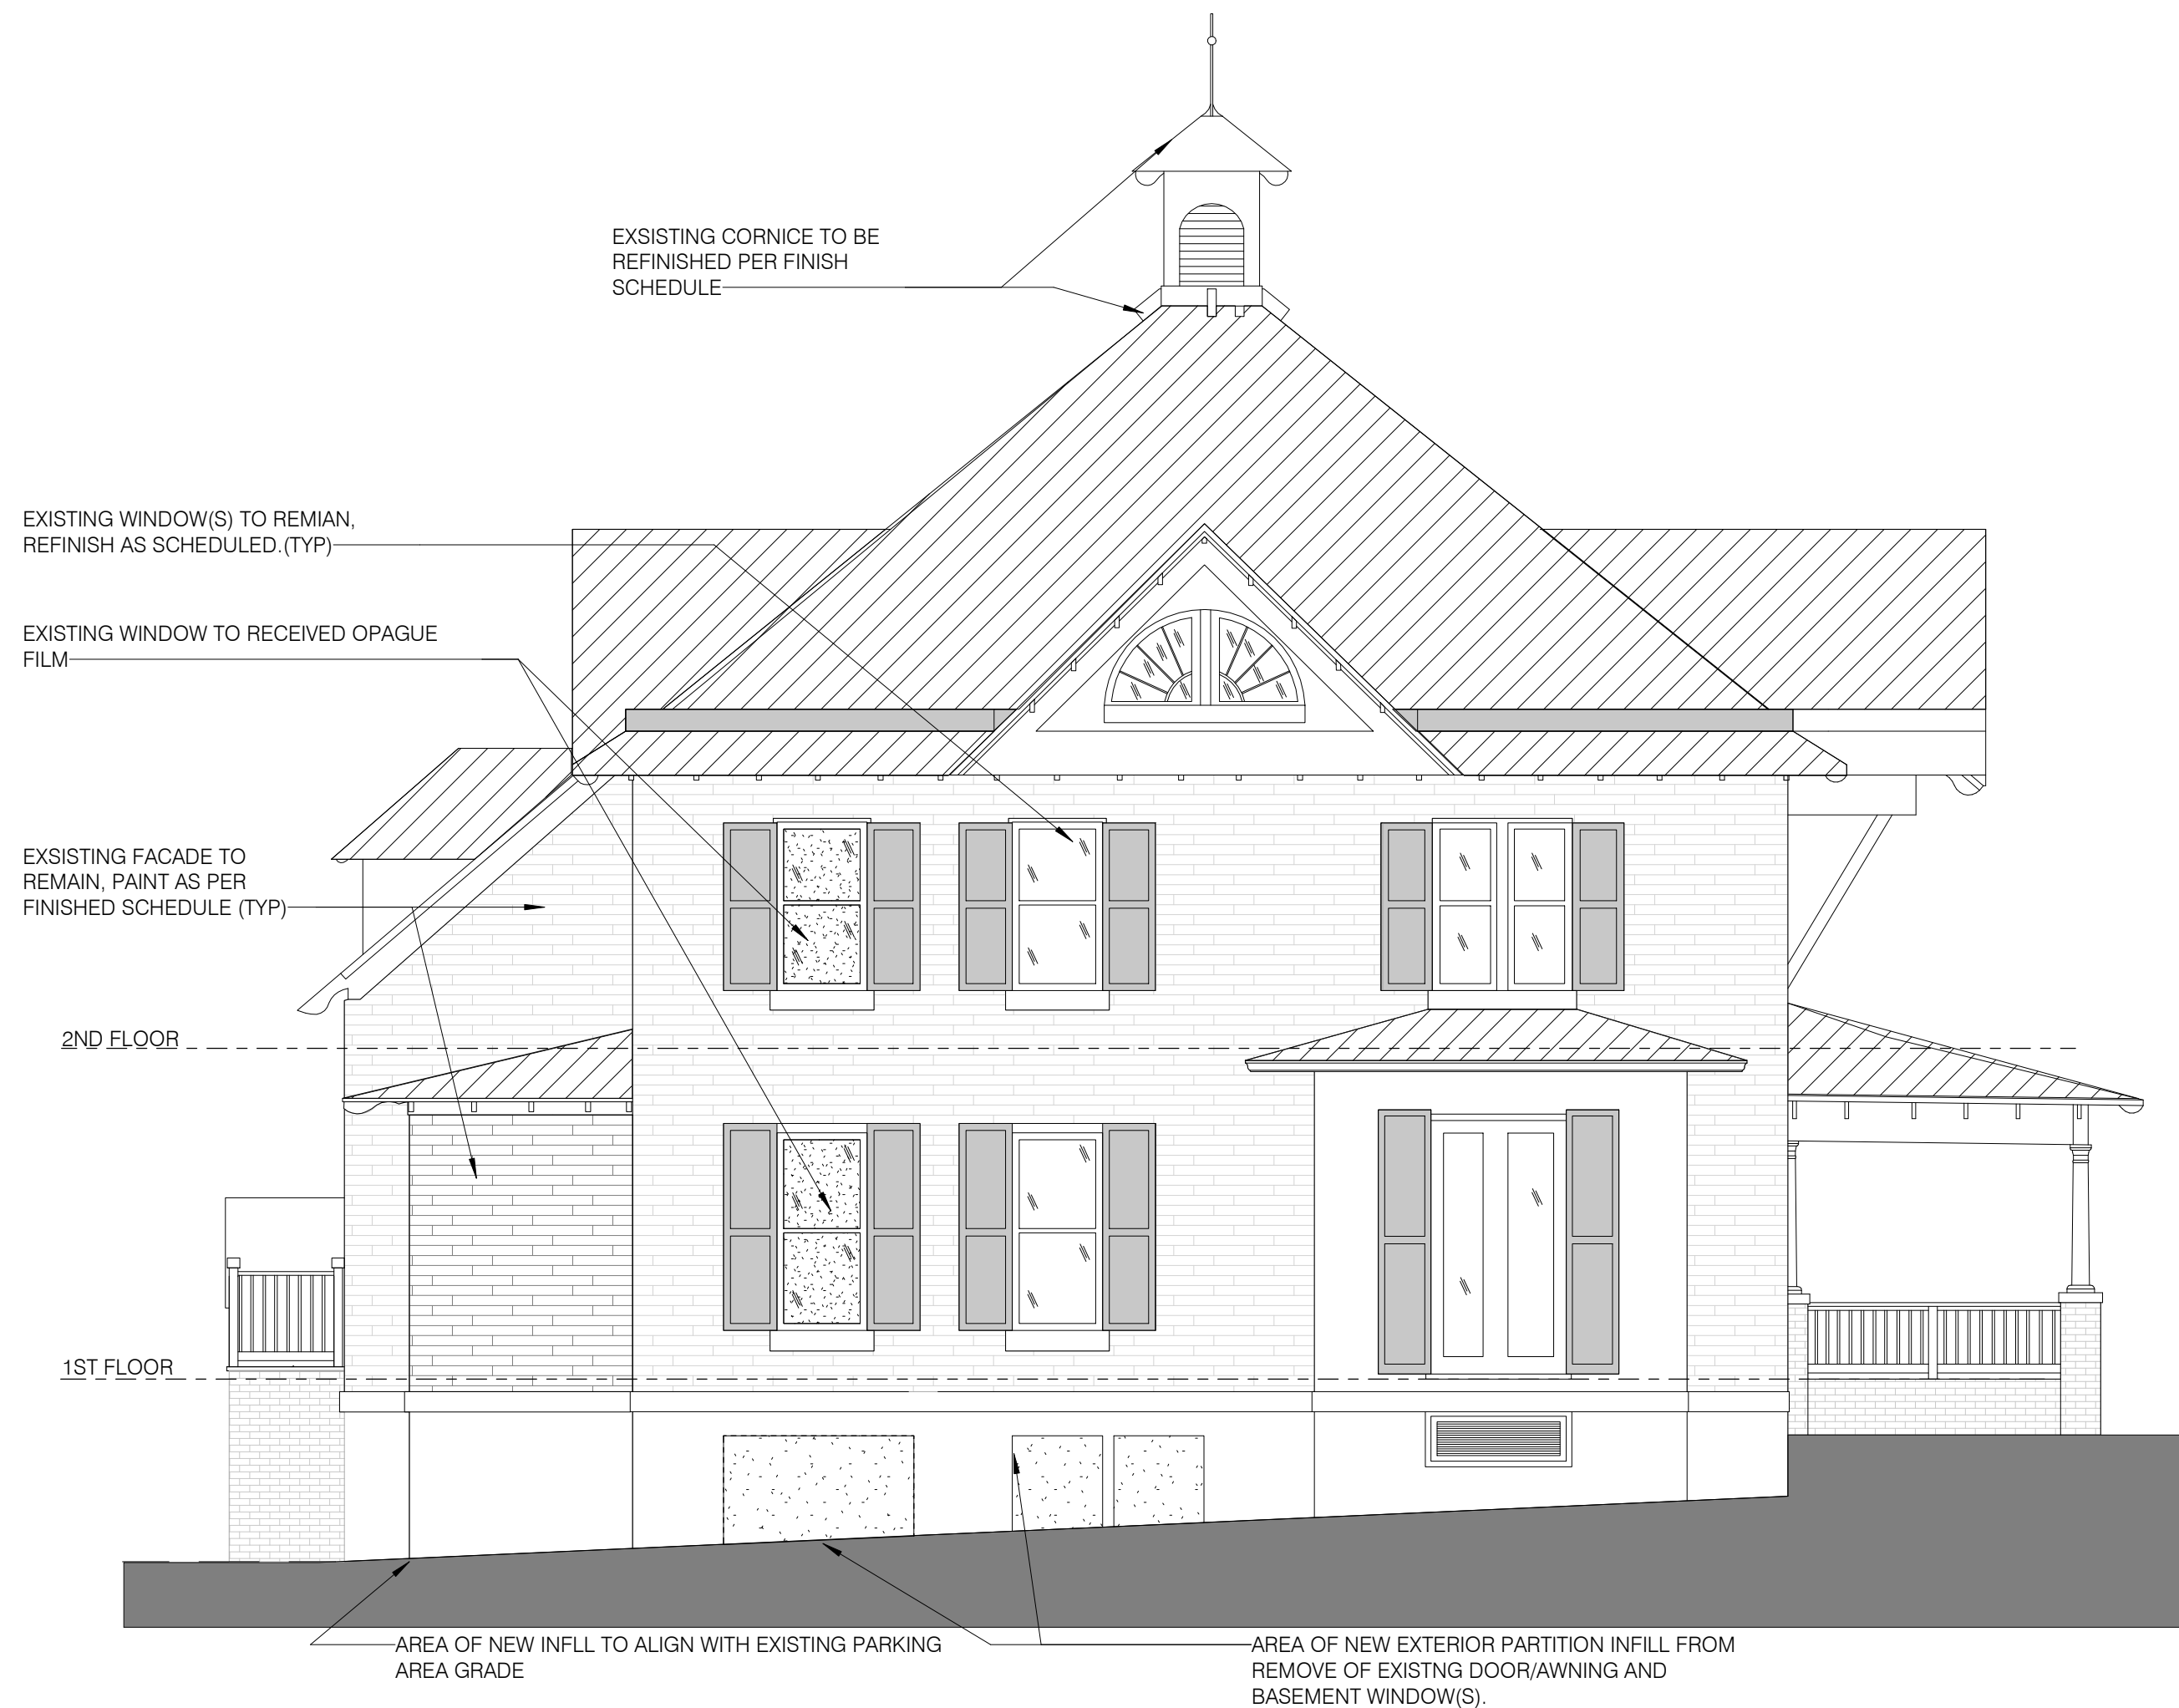 EXSISTING CORNICE TO BE
REFINISHED PER FINISH
SCHEDULE
EXISTING WINDOW(S) TO REMIAN,
REFINISH AS SCHEDULED.(TYP)
EXISTING WINDOW TO RECEIVED OPAGUE
FILM
EXSISTING FACADE TO
REMAIN, PAINT AS PER
FINISHED SCHEDULE (TYP)
2ND FLOOR
1ST FLOOR
AREA OF NEW INFLL TO ALIGN WITH EXISTING PARKING
AREA GRADE
AREA OF NEW EXTERIOR PARTITION INFILL FROM
REMOVE OF EXISTNG DOOR/AWNING AND
BASEMENT WINDOW(S).